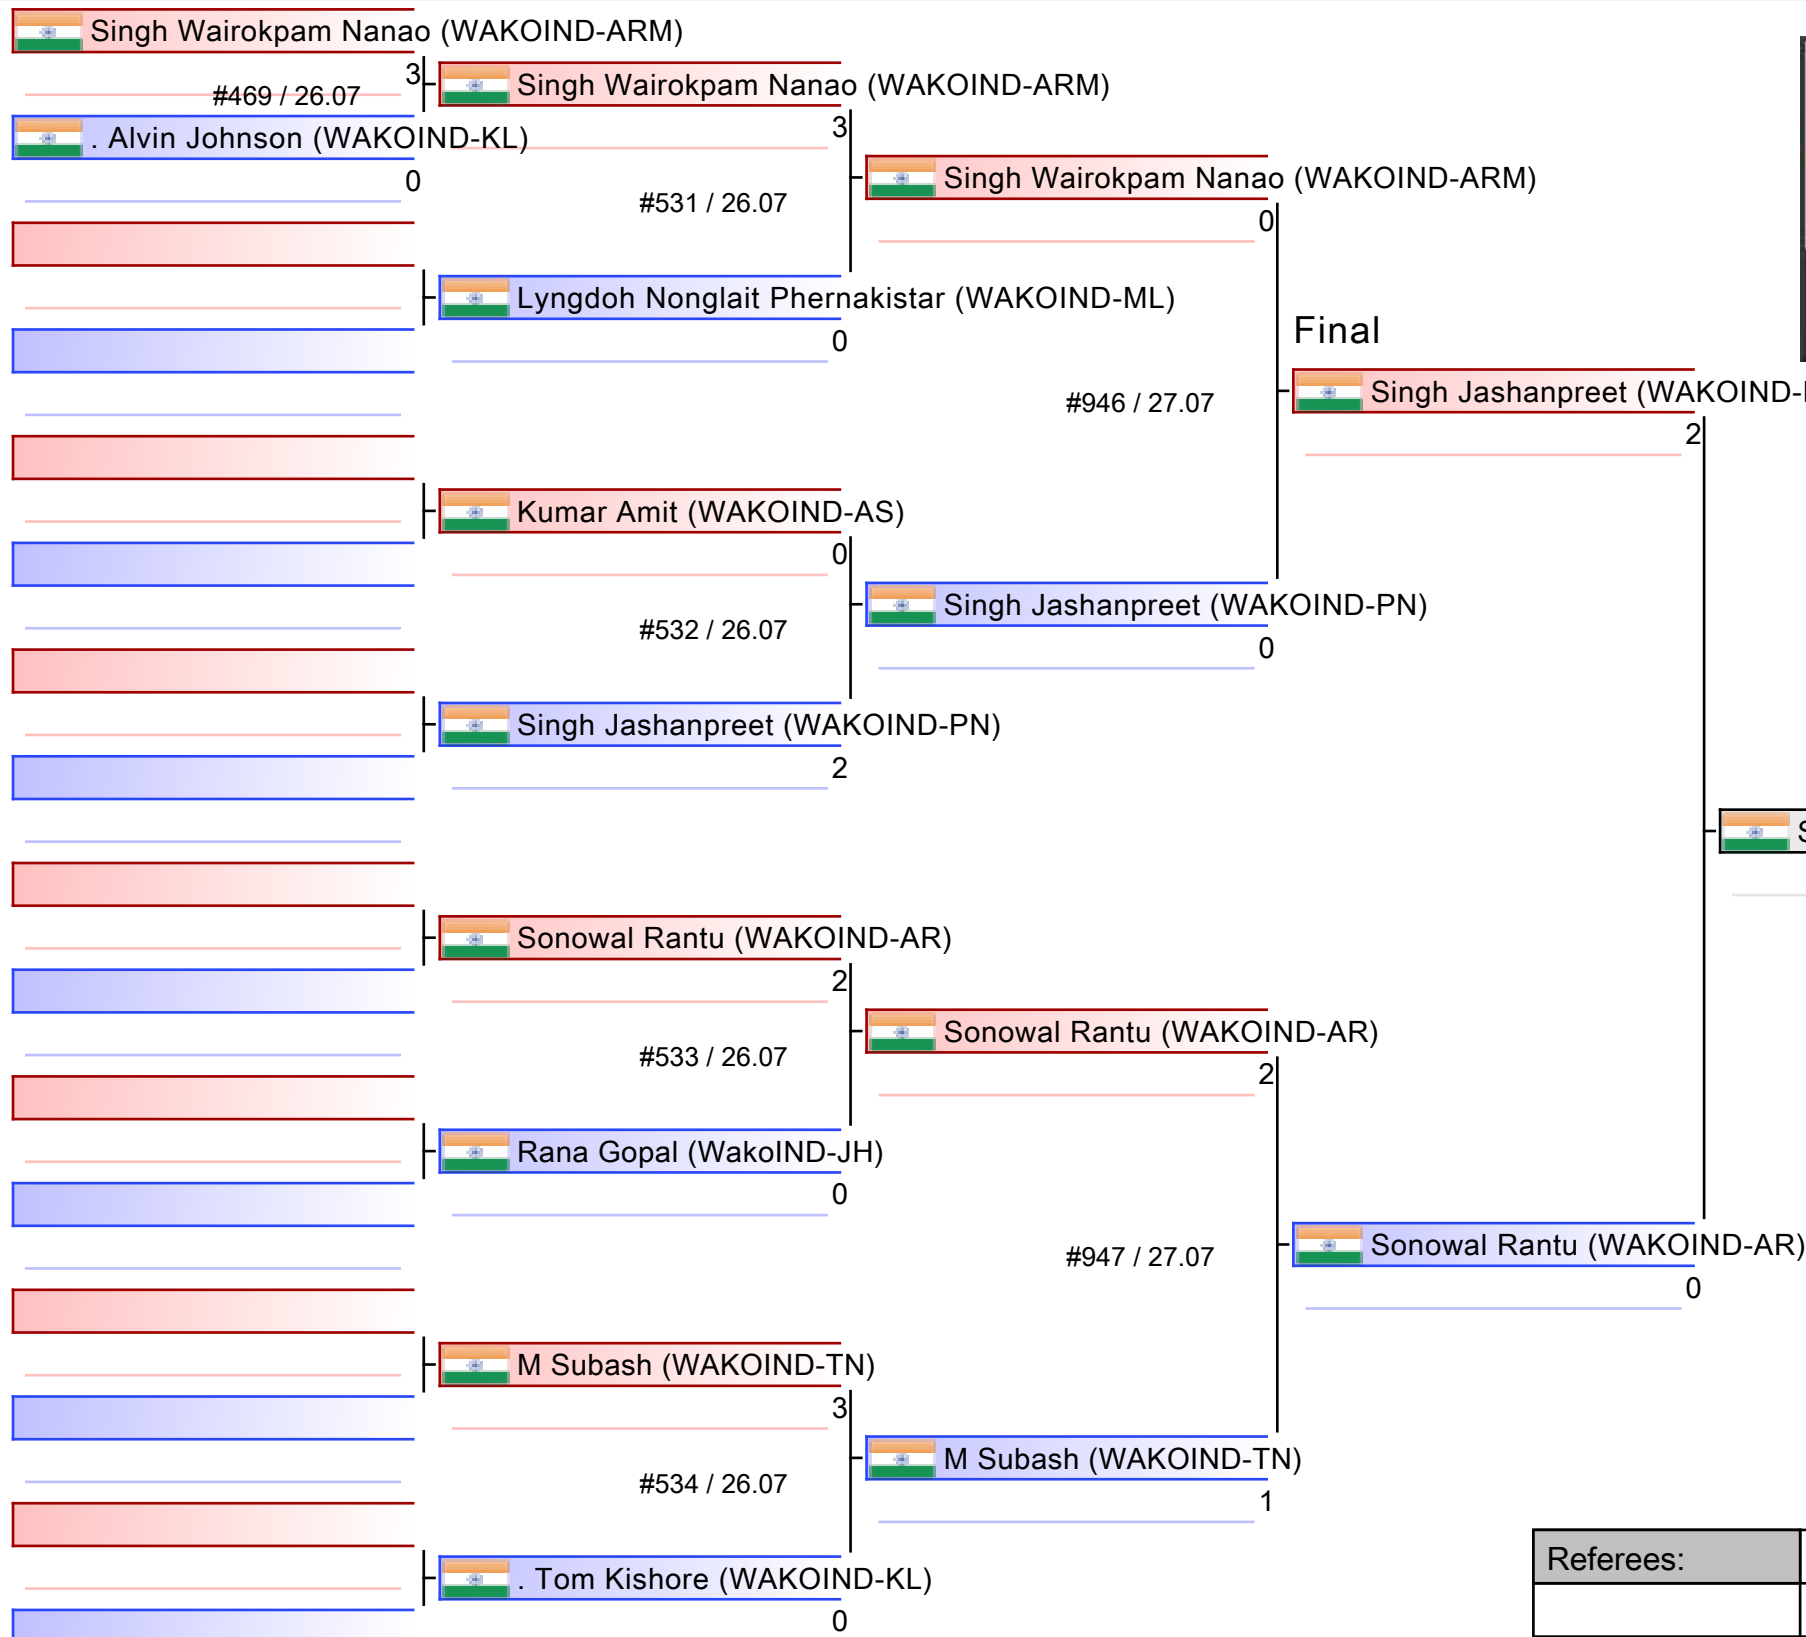 Singh Wairokpam Nanao (WAKOIND-ARM)
3
#469 / 26.07
. Alvin Johnson (WAKOIND-KL)
0
Singh Wairokpam Nanao (WAKOIND-ARM)
3
#531 / 26.07
Lyngdoh Nonglait Phernakistar (WAKOIND-ML)
0
Kumar Amit (WAKOIND-AS)
0
#532 / 26.07
Singh Jashanpreet (WAKOIND-PN)
2
Sonowal Rantu (WAKOIND-AR)
2
#533 / 26.07
Rana Gopal (WakoIND-JH)
0
M Subash (WAKOIND-TN)
3
#534 / 26.07
. Tom Kishore (WAKOIND-KL)
0
Singh Wairokpam Nanao (WAKOIND-ARM)
0
#946 / 27.07
Singh Jashanpreet (WAKOIND-PN)
0
Sonowal Rantu (WAKOIND-AR)
2
#947 / 27.07
M Subash (WAKOIND-TN)
1
Final
Singh Jashanpreet (WAKOIND-
2
Sonowal Rantu (WAKOIND-AR)
0
Referees: